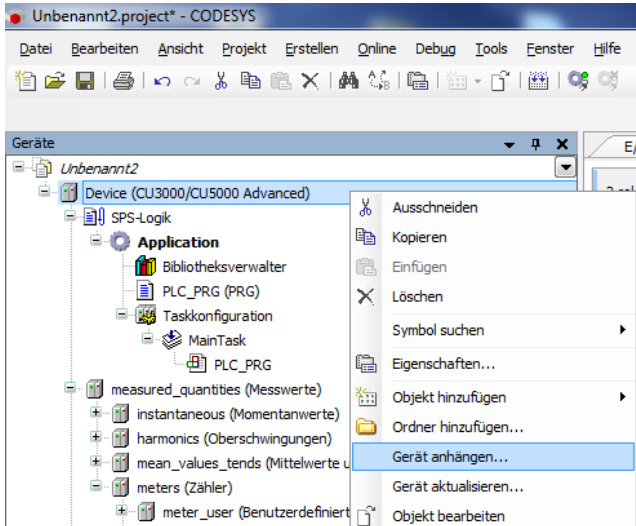 Unbenannt2.project* - CODESYS
Datei Bearbeiten Ansicht Projekt Erstellen Online Debug Tools Fenster Hilfe
Geräte
E/
Unbenannt2
Device (CU3000/CU5000 Advanced)
SPS-Logik
Application
Bibliotheksverwalter
PLC_PRG (PRG)
Taskkonfiguration
MainTask
PLC_PRG
measured_quantities (Messwerte)
instantaneous (Momentanwerte)
harmonics (Oberschwingungen)
mean_values_tends (Mittelwerte u
meters (Zähler)
meter_user (Benutzerdefiniert
Ausschneiden
Kopieren
Einfügen
Löschen
Symbol suchen
Eigenschaften...
Objekt hinzufügen
Ordner hinzufügen...
Gerät anhängen...
Gerät aktualisieren...
Objekt bearbeiten